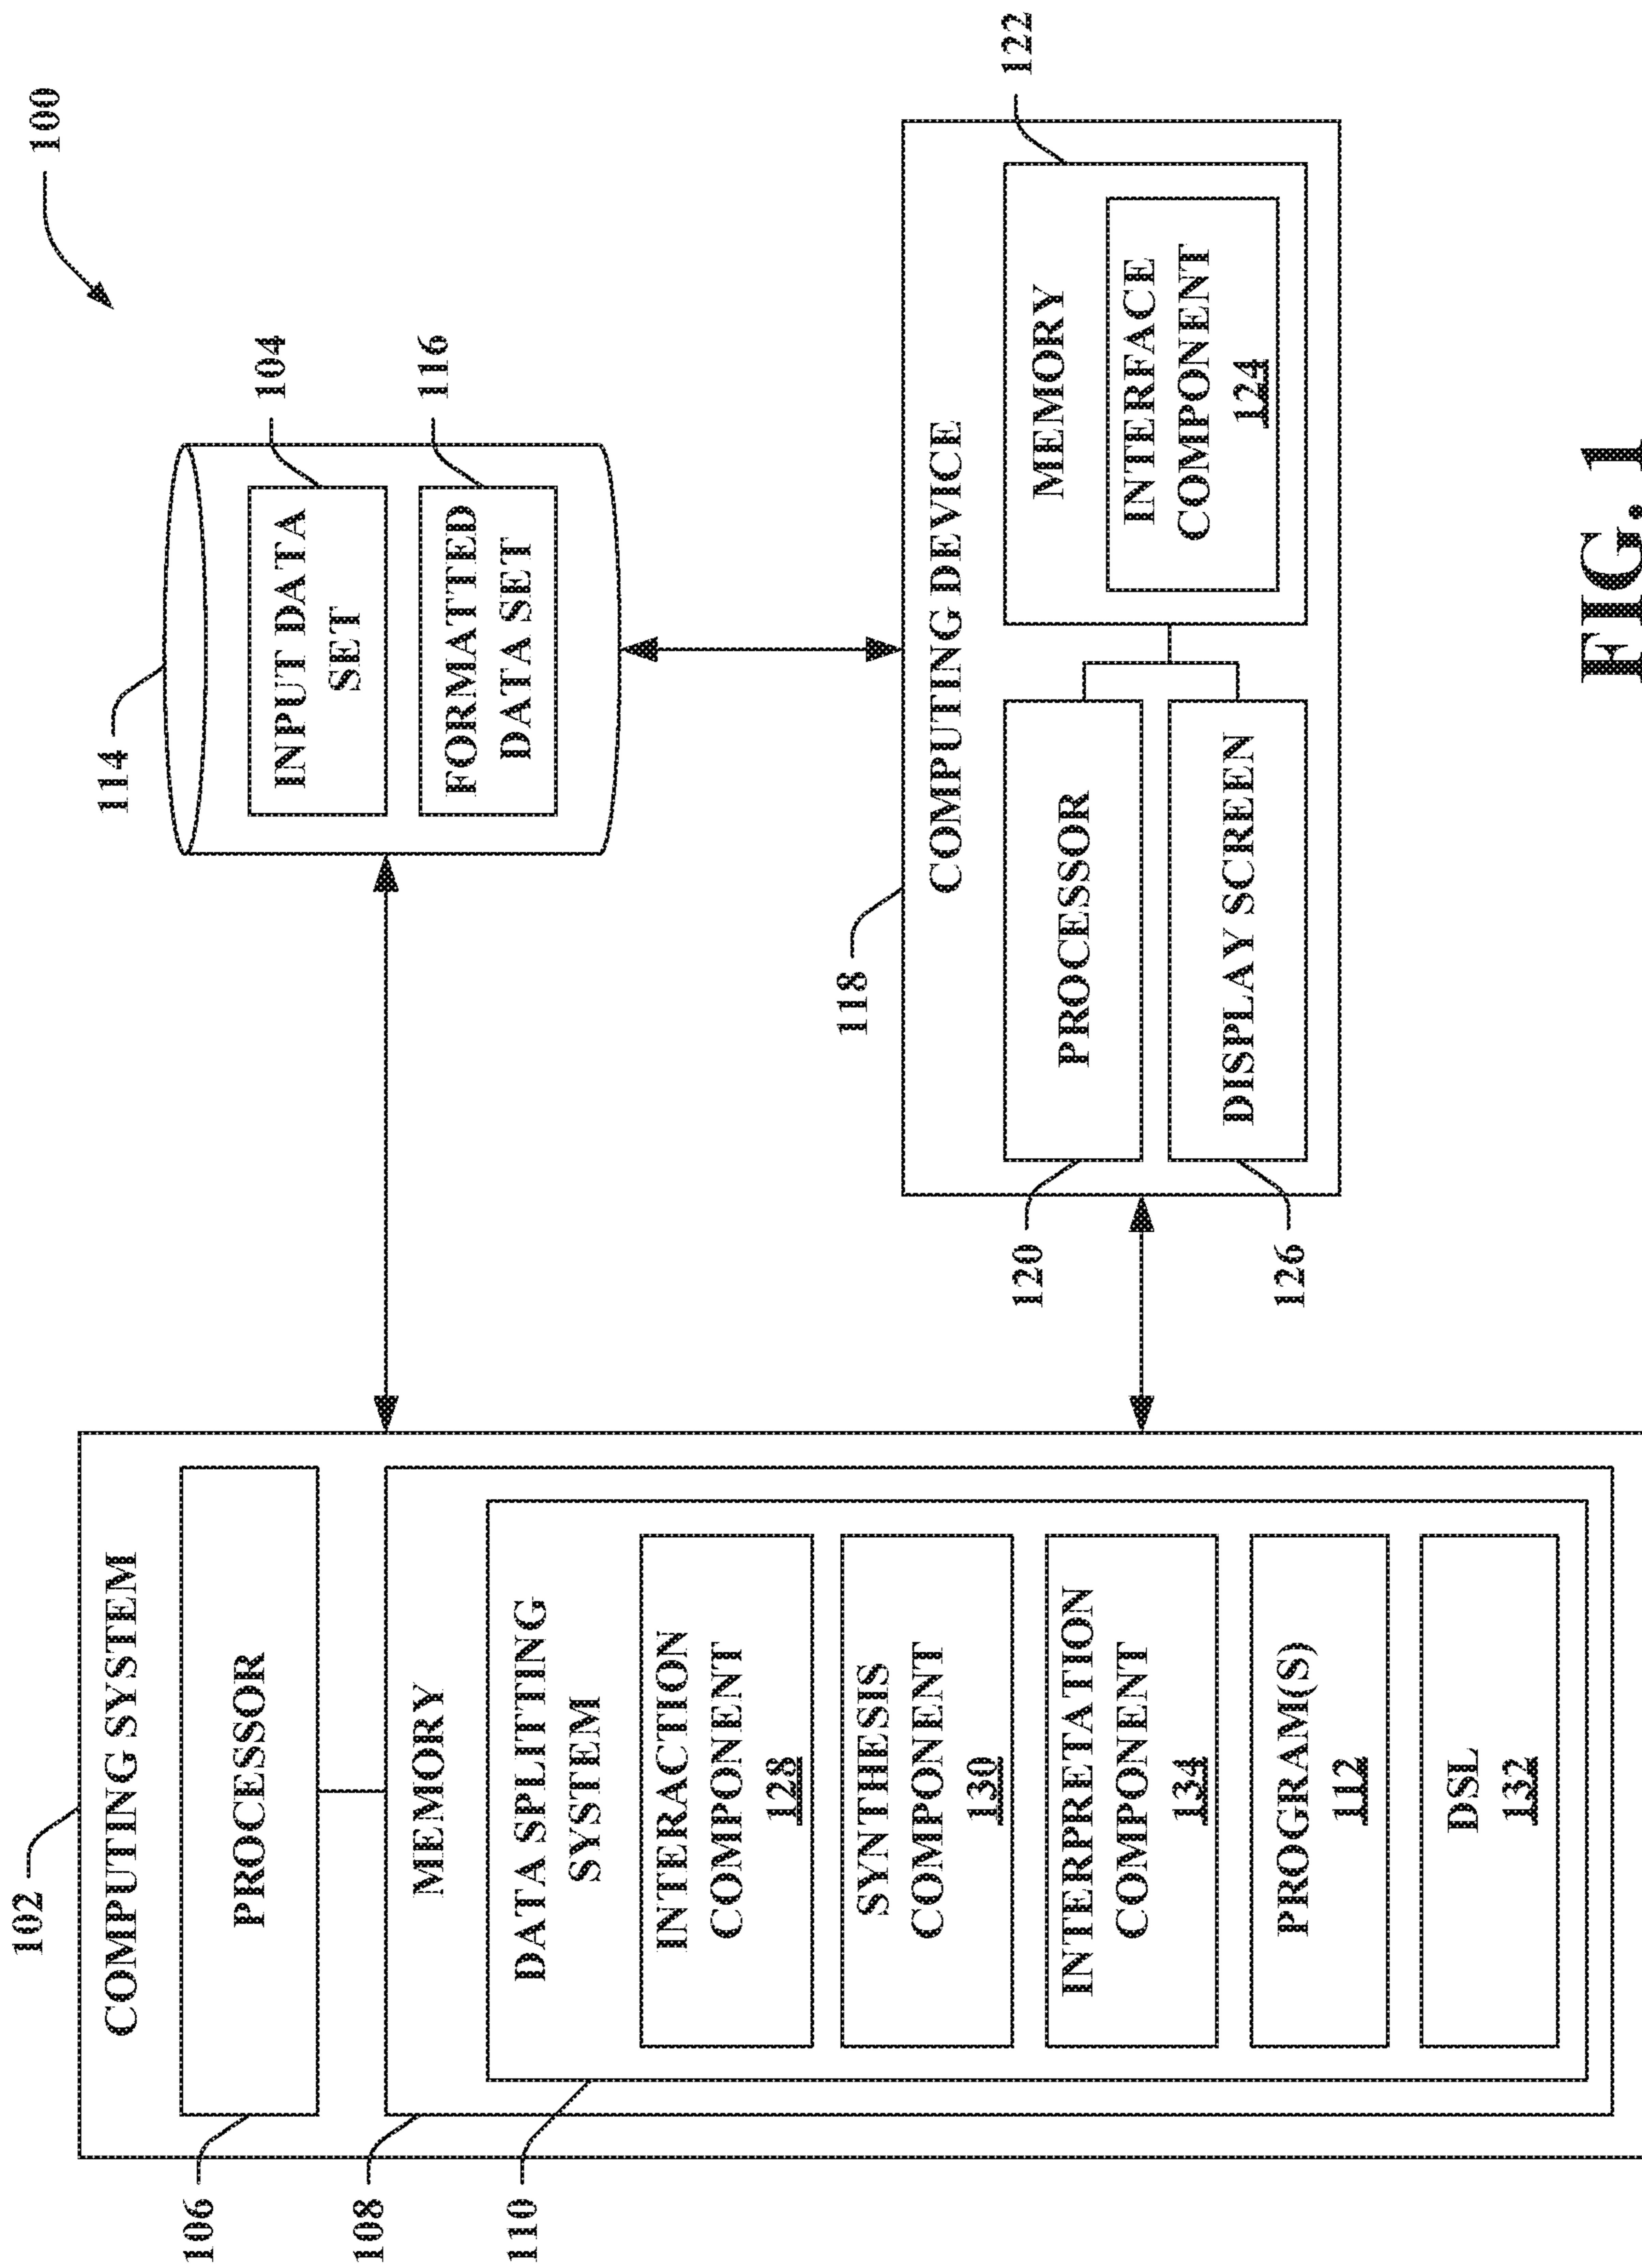 100
102
COMPUTING SYSTEM
106
PROCESSOR
108
MEMORY
110
DATA SPLITTING
SYSTEM
INTERACTION
COMPONENT
128
SYNTHESIS
COMPONENT
130
INTERPRETATION
COMPONENT
134
PROGRAM(S)
112
DSL
132
114
INPUT DATA
SET
104
FORMATTED
DATA SET
116
118
COMPUTING DEVICE
120
PROCESSOR
126
DISPLAY SCREEN
122
MEMORY
INTERFACE
COMPONENT
124
FIG. 1